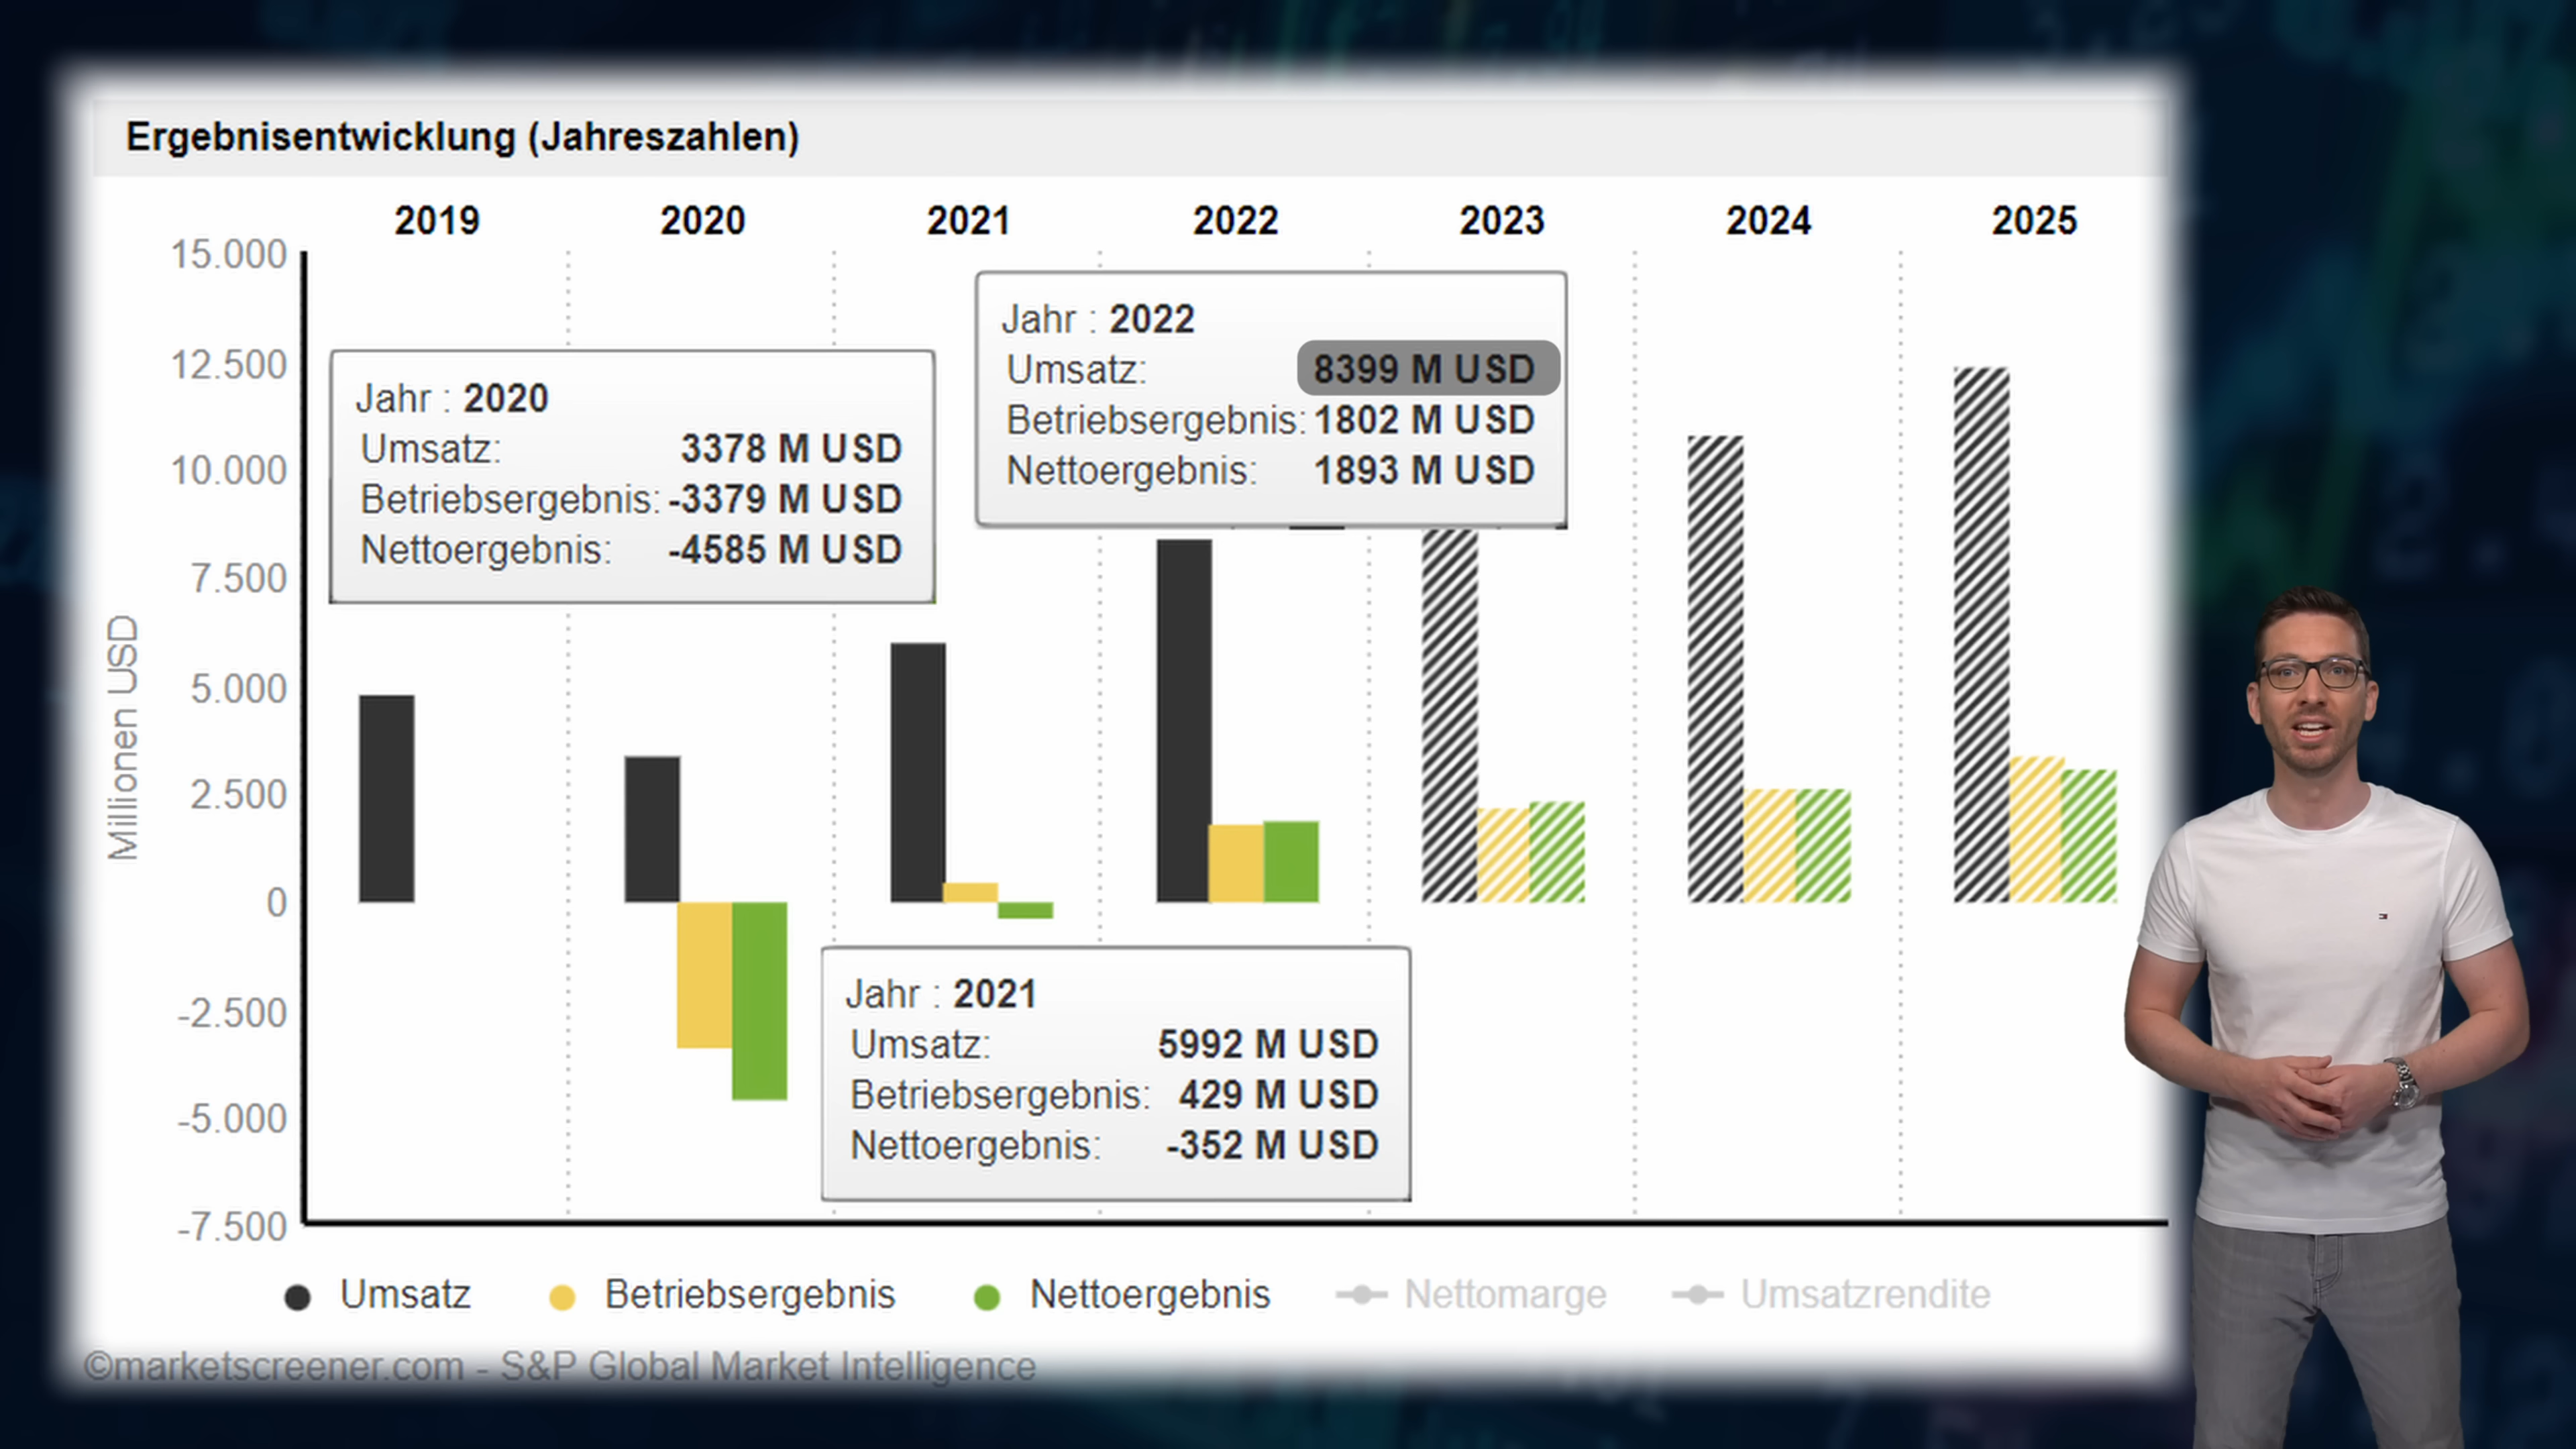 Ergebnisentwicklung (Jahreszahlen)
2019 2020 2021 2022 2023 2024 2025
15.000
12.500
10.000
7.500
5.000
2.500
0
-2.500
-5.000
-7.500
Millionen USD
Jahr : 2020
Umsatz: 3378 M USD
Betriebsergebnis: -3379 M USD
Nettoergebnis: -4585 M USD
Jahr : 2022
Umsatz: 8399 M USD
Betriebsergebnis: 1802 M USD
Nettoergebnis: 1893 M USD
Jahr : 2021
Umsatz: 5992 M USD
Betriebsergebnis: 429 M USD
Nettoergebnis: -352 M USD
Umsatz Betriebsergebnis Nettoergebnis Nettomarge Umsatzrendite
©marketscreener.com - S&P Global Market Intelligence